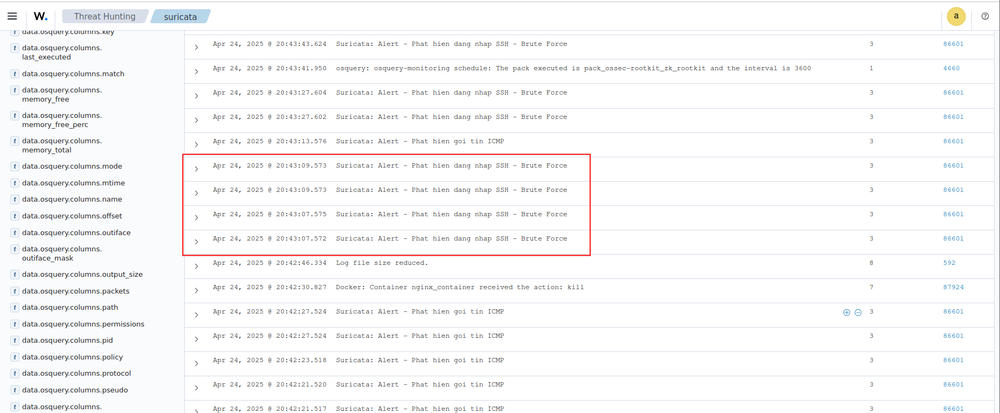 W.
Threat Hunting
suricata
a
data.osquery.columns.key
data.osquery.columns.
last_executed
data.osquery.columns.match
data.osquery.columns.
memory_free
data.osquery.columns.
memory_free_perc
data.osquery.columns.
memory_total
data.osquery.columns.mode
data.osquery.columns.mtime
data.osquery.columns.name
data.osquery.columns.offset
data.osquery.columns.outiface
data.osquery.columns.
outiface_mask
data.osquery.columns.output_size
data.osquery.columns.packets
data.osquery.columns.path
data.osquery.columns.permissions
data.osquery.columns.pid
data.osquery.columns.policy
data.osquery.columns.protocol
data.osquery.columns.pseudo
data.osquery.columns.
Apr 24, 2025 @ 20:43:43.624 Suricata: Alert - Phat hien dang nhap SSH - Brute Force 3 86601
Apr 24, 2025 @ 20:43:41.950 osquery: osquery-monitoring schedule: The pack executed is pack_ossec-rootkit_zk_rootkit and the interval is 3600 1 4660
Apr 24, 2025 @ 20:43:27.604 Suricata: Alert - Phat hien dang nhap SSH - Brute Force 3 86601
Apr 24, 2025 @ 20:43:27.602 Suricata: Alert - Phat hien dang nhap SSH - Brute Force 3 86601
Apr 24, 2025 @ 20:43:13.576 Suricata: Alert - Phat hien goi tin ICMP 3 86601
Apr 24, 2025 @ 20:43:09.573 Suricata: Alert - Phat hien dang nhap SSH - Brute Force 3 86601
Apr 24, 2025 @ 20:43:09.573 Suricata: Alert - Phat hien dang nhap SSH - Brute Force 3 86601
Apr 24, 2025 @ 20:43:07.575 Suricata: Alert - Phat hien dang nhap SSH - Brute Force 3 86601
Apr 24, 2025 @ 20:43:07.572 Suricata: Alert - Phat hien dang nhap SSH - Brute Force 3 86601
Apr 24, 2025 @ 20:42:46.334 Log file size reduced. 8 592
Apr 24, 2025 @ 20:42:30.827 Docker: Container nginx_container received the action: kill 7 87924
Apr 24, 2025 @ 20:42:27.524 Suricata: Alert - Phat hien goi tin ICMP 3 86601
Apr 24, 2025 @ 20:42:27.524 Suricata: Alert - Phat hien goi tin ICMP 3 86601
Apr 24, 2025 @ 20:42:23.518 Suricata: Alert - Phat hien goi tin ICMP 3 86601
Apr 24, 2025 @ 20:42:21.520 Suricata: Alert - Phat hien goi tin ICMP 3 86601
Apr 24, 2025 @ 20:42:21.517 Suricata: Alert - Phat hien goi tin ICMP 3 86601